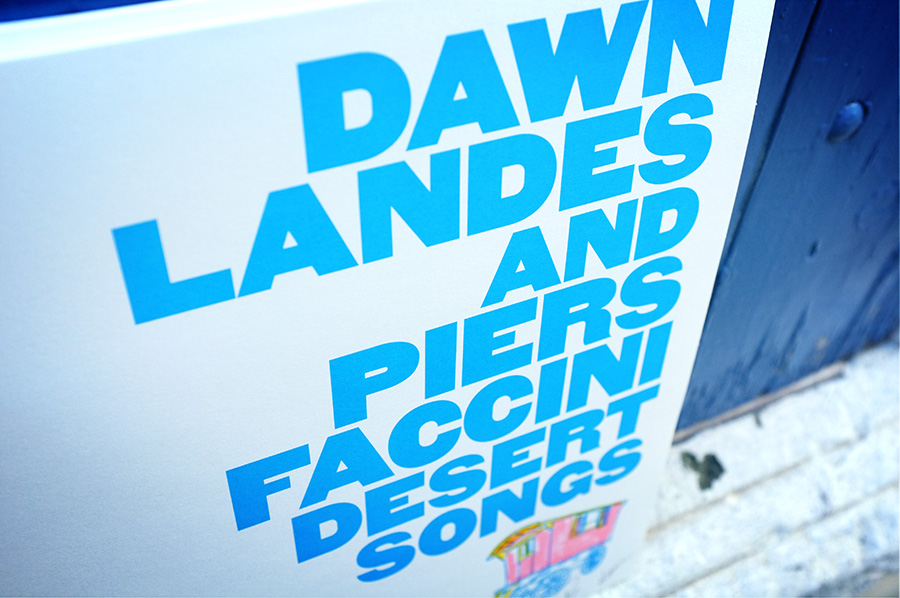 DAWN
LANDES
AND
PIERS
FACCINI
DESERT
SONGS